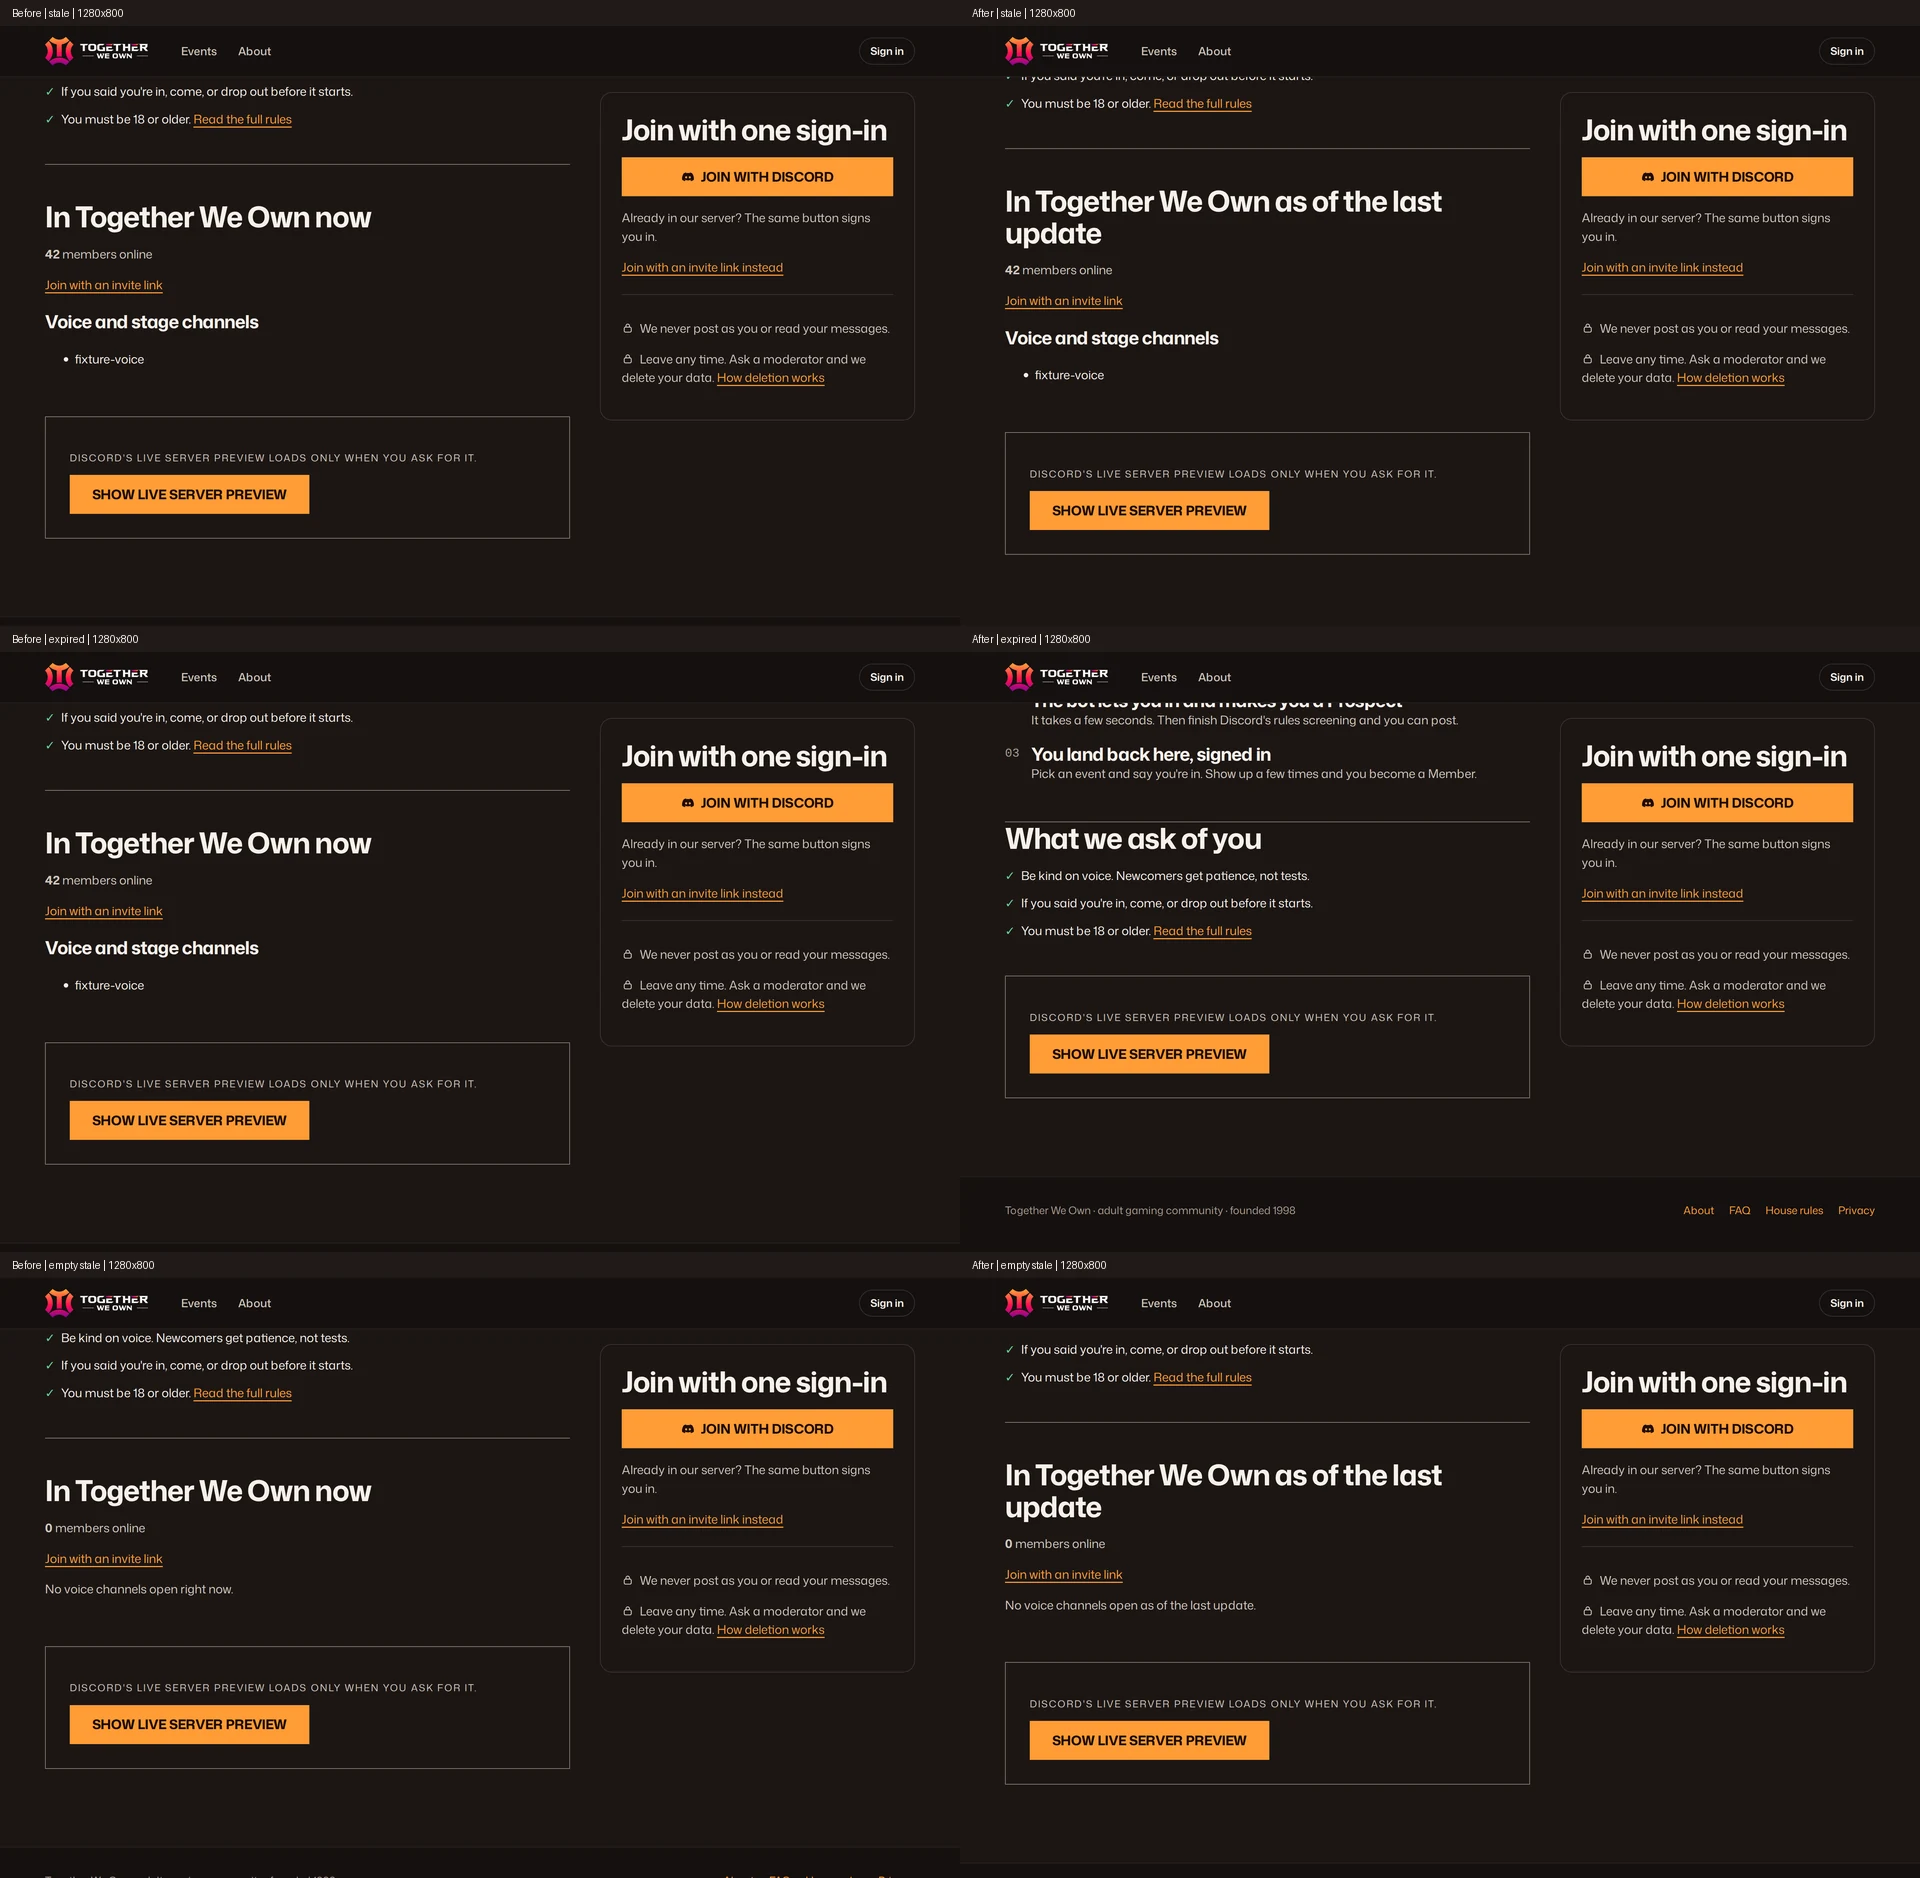 Before | stale | 1280x800
TOGETHER
WE OWN
Events
About
Sign in
✓ If you said you're in, come, or drop out before it starts.
✓ You must be 18 or older. Read the full rules
In Together We Own now
42 members online
Join with an invite link
Voice and stage channels
• fixture-voice
DISCORD'S LIVE SERVER PREVIEW LOADS ONLY WHEN YOU ASK FOR IT.
SHOW LIVE SERVER PREVIEW
Join with one sign-in
JOIN WITH DISCORD
Already in our server? The same button signs
you in.
Join with an invite link instead
We never post as you or read your messages.
Leave any time. Ask a moderator and we
delete your data. How deletion works
After | stale | 1280x800
TOGETHER
WE OWN
Events
About
Sign in
✓ If you said you're in, come, or drop out before it starts.
✓ You must be 18 or older. Read the full rules
In Together We Own as of the last
update
42 members online
Join with an invite link
Voice and stage channels
• fixture-voice
DISCORD'S LIVE SERVER PREVIEW LOADS ONLY WHEN YOU ASK FOR IT.
SHOW LIVE SERVER PREVIEW
Join with one sign-in
JOIN WITH DISCORD
Already in our server? The same button signs
you in.
Join with an invite link instead
We never post as you or read your messages.
Leave any time. Ask a moderator and we
delete your data. How deletion works
Before | expired | 1280x800
TOGETHER
WE OWN
Events
About
Sign in
✓ If you said you're in, come, or drop out before it starts.
✓ You must be 18 or older. Read the full rules
In Together We Own now
42 members online
Join with an invite link
Voice and stage channels
• fixture-voice
DISCORD'S LIVE SERVER PREVIEW LOADS ONLY WHEN YOU ASK FOR IT.
SHOW LIVE SERVER PREVIEW
Join with one sign-in
JOIN WITH DISCORD
Already in our server? The same button signs
you in.
Join with an invite link instead
We never post as you or read your messages.
Leave any time. Ask a moderator and we
delete your data. How deletion works
After | expired | 1280x800
TOGETHER
WE OWN
Events
About
Sign in
The bot lets you in and makes you a Prospect
It takes a few seconds. Then finish Discord's rules screening and you can post.
03 You land back here, signed in
Pick an event and say you're in. Show up a few times and you become a Member.
What we ask of you
✓ Be kind on voice. Newcomers get patience, not tests.
✓ If you said you're in, come, or drop out before it starts.
✓ You must be 18 or older. Read the full rules
DISCORD'S LIVE SERVER PREVIEW LOADS ONLY WHEN YOU ASK FOR IT.
SHOW LIVE SERVER PREVIEW
Join with one sign-in
JOIN WITH DISCORD
Already in our server? The same button signs
you in.
Join with an invite link instead
We never post as you or read your messages.
Leave any time. Ask a moderator and we
delete your data. How deletion works
Together We Own · adult gaming community · founded 1998
About
FAQ
House rules
Privacy
Before | empty stale | 1280x800
TOGETHER
WE OWN
Events
About
Sign in
✓ Be kind on voice. Newcomers get patience, not tests.
✓ If you said you're in, come, or drop out before it starts.
✓ You must be 18 or older. Read the full rules
In Together We Own now
0 members online
Join with an invite link
No voice channels open right now.
DISCORD'S LIVE SERVER PREVIEW LOADS ONLY WHEN YOU ASK FOR IT.
SHOW LIVE SERVER PREVIEW
Join with one sign-in
JOIN WITH DISCORD
Already in our server? The same button signs
you in.
Join with an invite link instead
We never post as you or read your messages.
Leave any time. Ask a moderator and we
delete your data. How deletion works
After | empty stale | 1280x800
TOGETHER
WE OWN
Events
About
Sign in
✓ If you said you're in, come, or drop out before it starts.
✓ You must be 18 or older. Read the full rules
In Together We Own as of the last
update
0 members online
Join with an invite link
No voice channels open as of the last update.
DISCORD'S LIVE SERVER PREVIEW LOADS ONLY WHEN YOU ASK FOR IT.
SHOW LIVE SERVER PREVIEW
Join with one sign-in
JOIN WITH DISCORD
Already in our server? The same button signs
you in.
Join with an invite link instead
We never post as you or read your messages.
Leave any time. Ask a moderator and we
delete your data. How deletion works